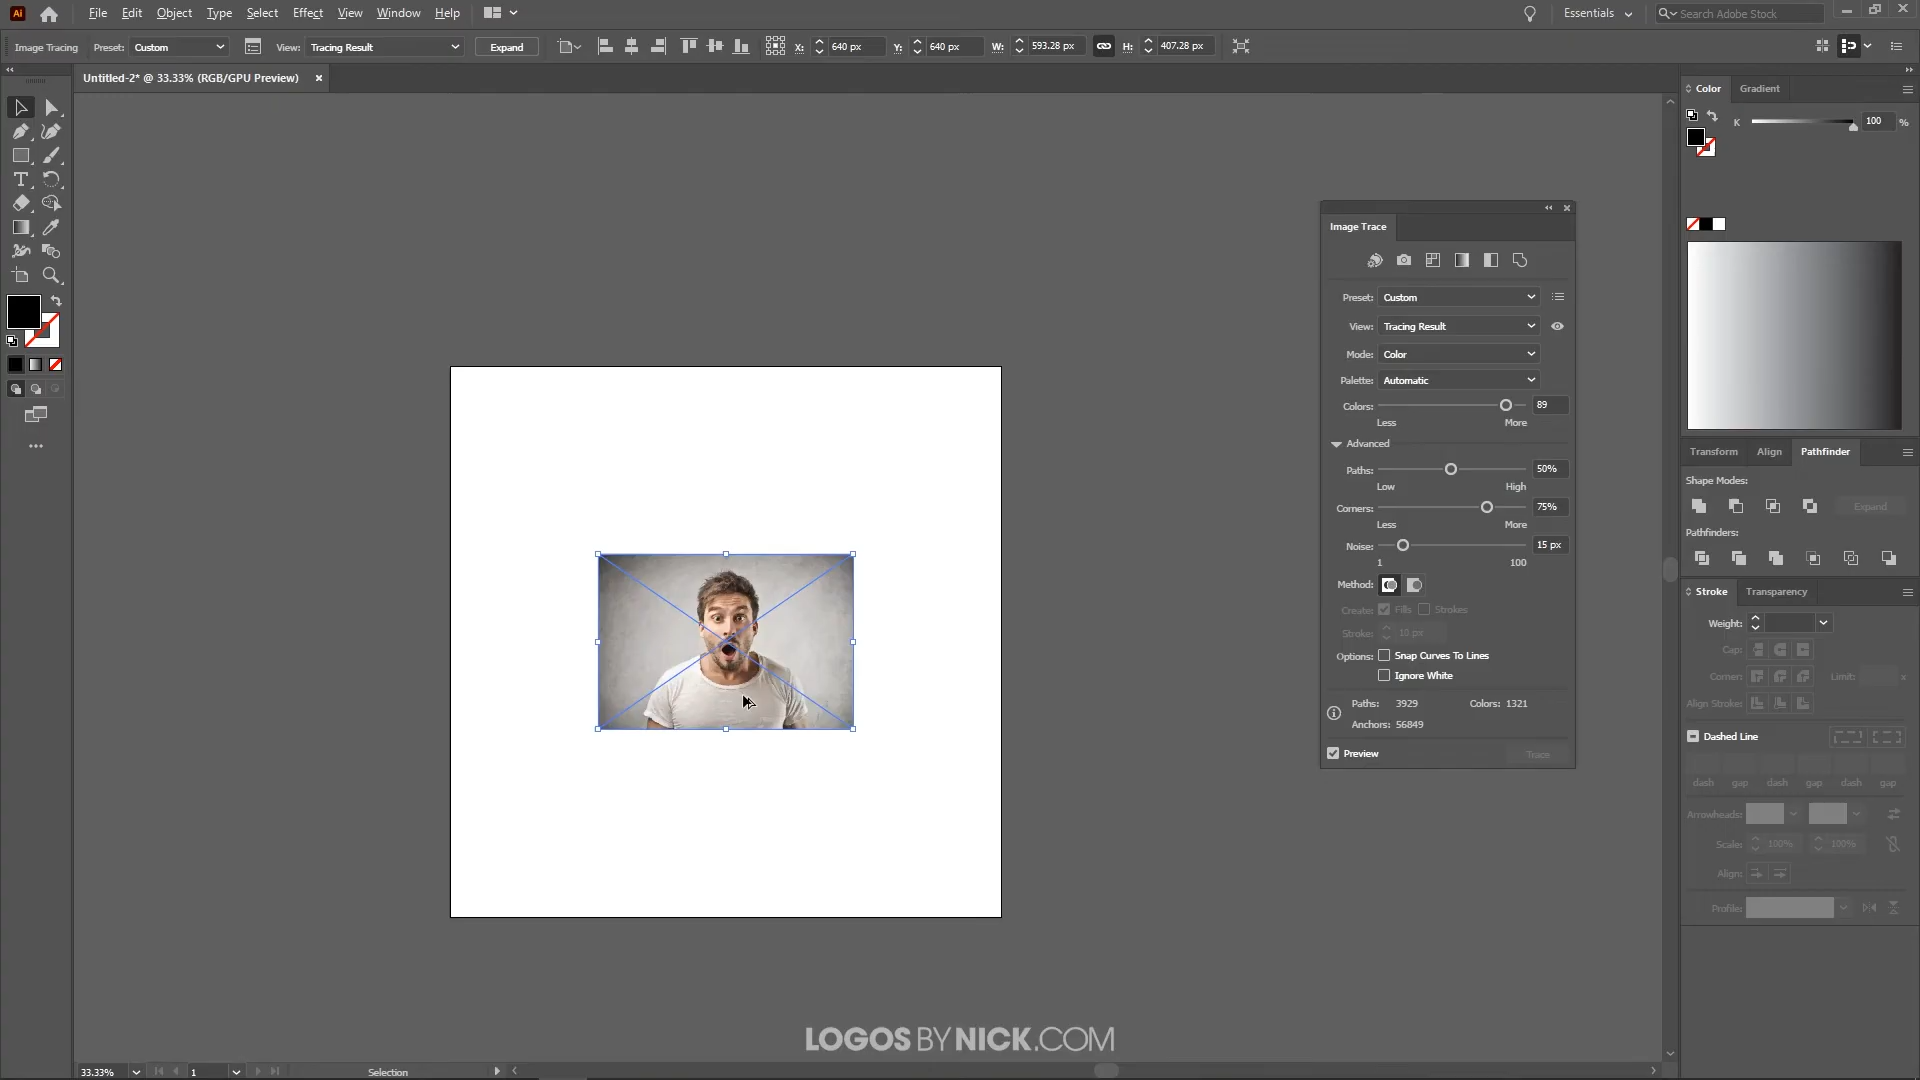 Ai File Edit Object Type Select Effect View Window Help Essentials Search Adobe Stock
Image Tracing Preset: Custom View: Tracing Result Expand X: 640 px Y: 640 px W: 593.28 px H: 407.28 px
Untitled-2* @ 33.33% (RGB/GPU Preview) ×
Color Gradient
K 100 %
Image Trace
Preset: Custom
View: Tracing Result
Mode: Color
Palette: Automatic
Colors: 89
Less More
Advanced
Paths: 50%
Low High
Corners: 75%
Less More
Noise: 15 px
1 100
Method:
Create: Fills Strokes
Stroke: 10 px
Options: Snap Curves To Lines
Ignore White
Paths: 3929 Colors: 1321
Anchors: 56849
Preview Trace
Transform Align Pathfinder
Shape Modes:
Expand
Pathfinders:
Stroke Transparency
Weight:
Cap:
Corner: Limit: x
Align Stroke:
Dashed Line
dash gap dash gap dash gap
Arrowheads:
Scale: 100% 100%
Align:
Profile:
LOGOS BY NICK.COM
33.33% 1 Selection